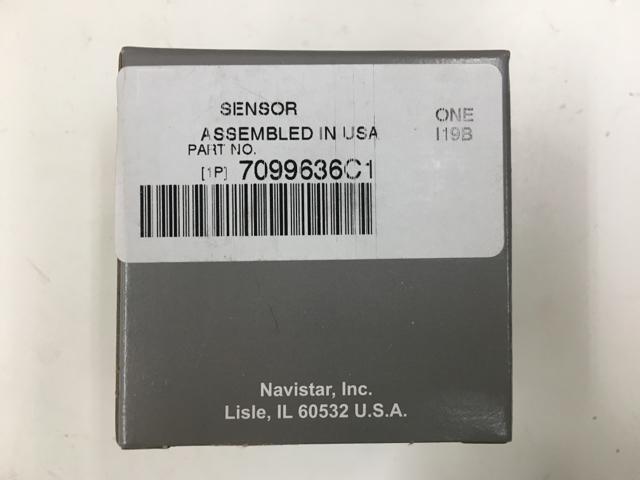 SENSOR
ONE
ASSEMBLED IN USA
I19B
PART NO.
[1P] 7099636C1
Navistar, Inc.
Lisle, IL 60532 U.S.A.